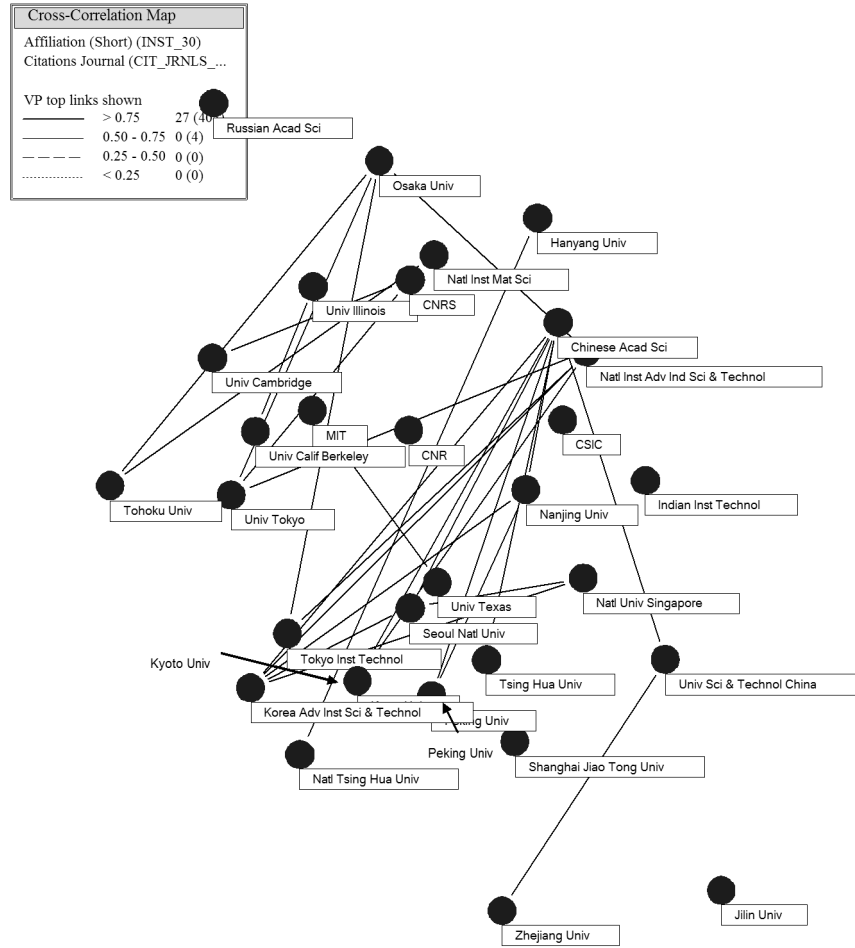 Cross-Correlation Map
Affiliation (Short) (INST_30)
Citations Journal (CIT_JRNLS_...
VP top links shown
> 0.75 27
0.50 - 0.75 0 (4)
0.25 - 0.50 0 (0)
< 0.25 0 (0)
Russian Acad Sci
Osaka Univ
Hanyang Univ
Natl Inst Mat Sci
CNRS
Univ Illinois
Chinese Acad Sci
Natl Inst Adv Ind Sci & Technol
Univ Cambridge
MIT
CSIC
Univ Calif Berkeley
CNR
Tohoku Univ
Univ Tokyo
Nanjing Univ
Indian Inst Technol
Univ Texas
Natl Univ Singapore
Seoul Natl Univ
Tokyo Inst Technol
Kyoto Univ
Tsing Hua Univ
Univ Sci & Technol China
Korea Adv Inst Sci & Technol
Univ
Peking Univ
Shanghai Jiao Tong Univ
Natl Tsing Hua Univ
Zhejiang Univ
Jilin Univ